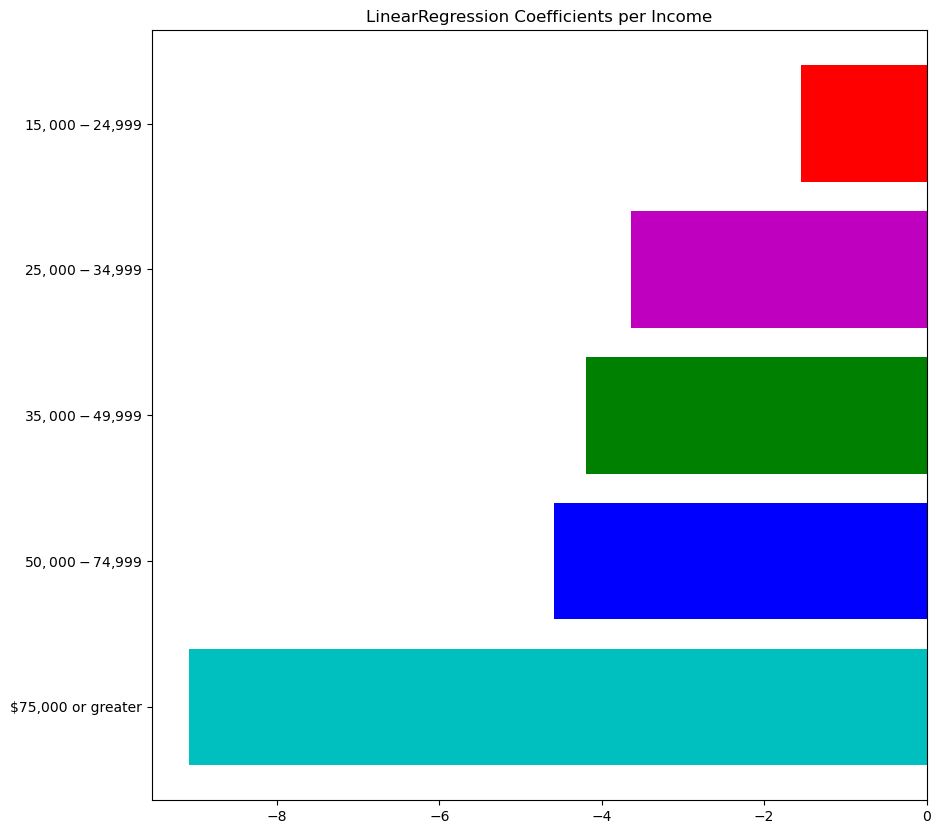 LinearRegression Coefficients per Income
15,000 − 24,999
25,000 − 34,999
35,000 − 49,999
50,000 − 74,999
$75,000 or greater
−8 −6 −4 −2 0